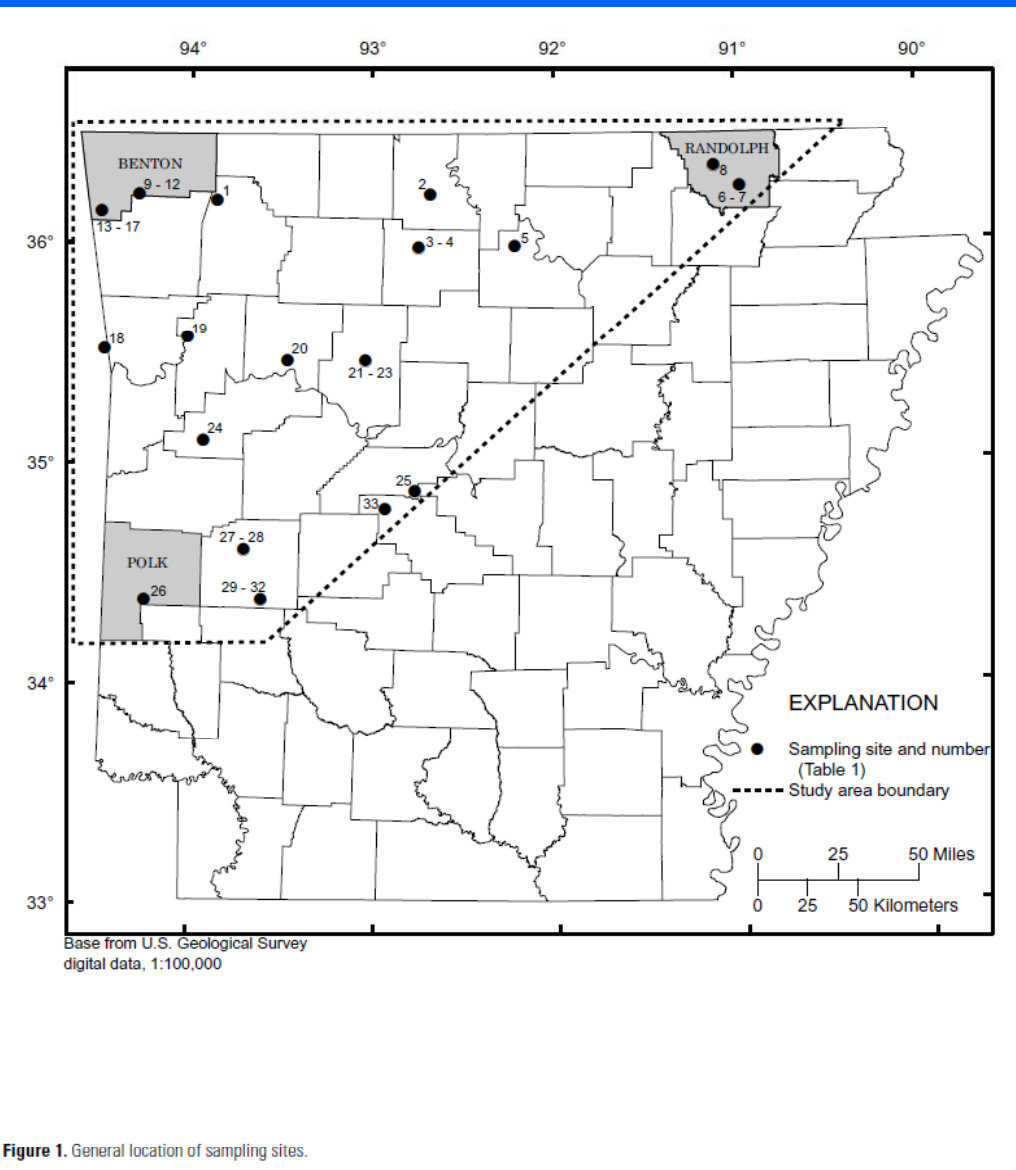 94° 93° 92° 91° 90°
BENTON
9 - 12
1
13 - 17
2
3 - 4
5
RANDOLPH
8
6 - 7
36°
18
19
20
21 - 23
24
35°
25
33
27 - 28
POLK
26
29 - 32
34°
EXPLANATION
Sampling site and number
(Table 1)
Study area boundary
0 25 50 Miles
0 25 50 Kilometers
33°
Base from U.S. Geological Survey
digital data, 1:100,000
Figure 1. General location of sampling sites.